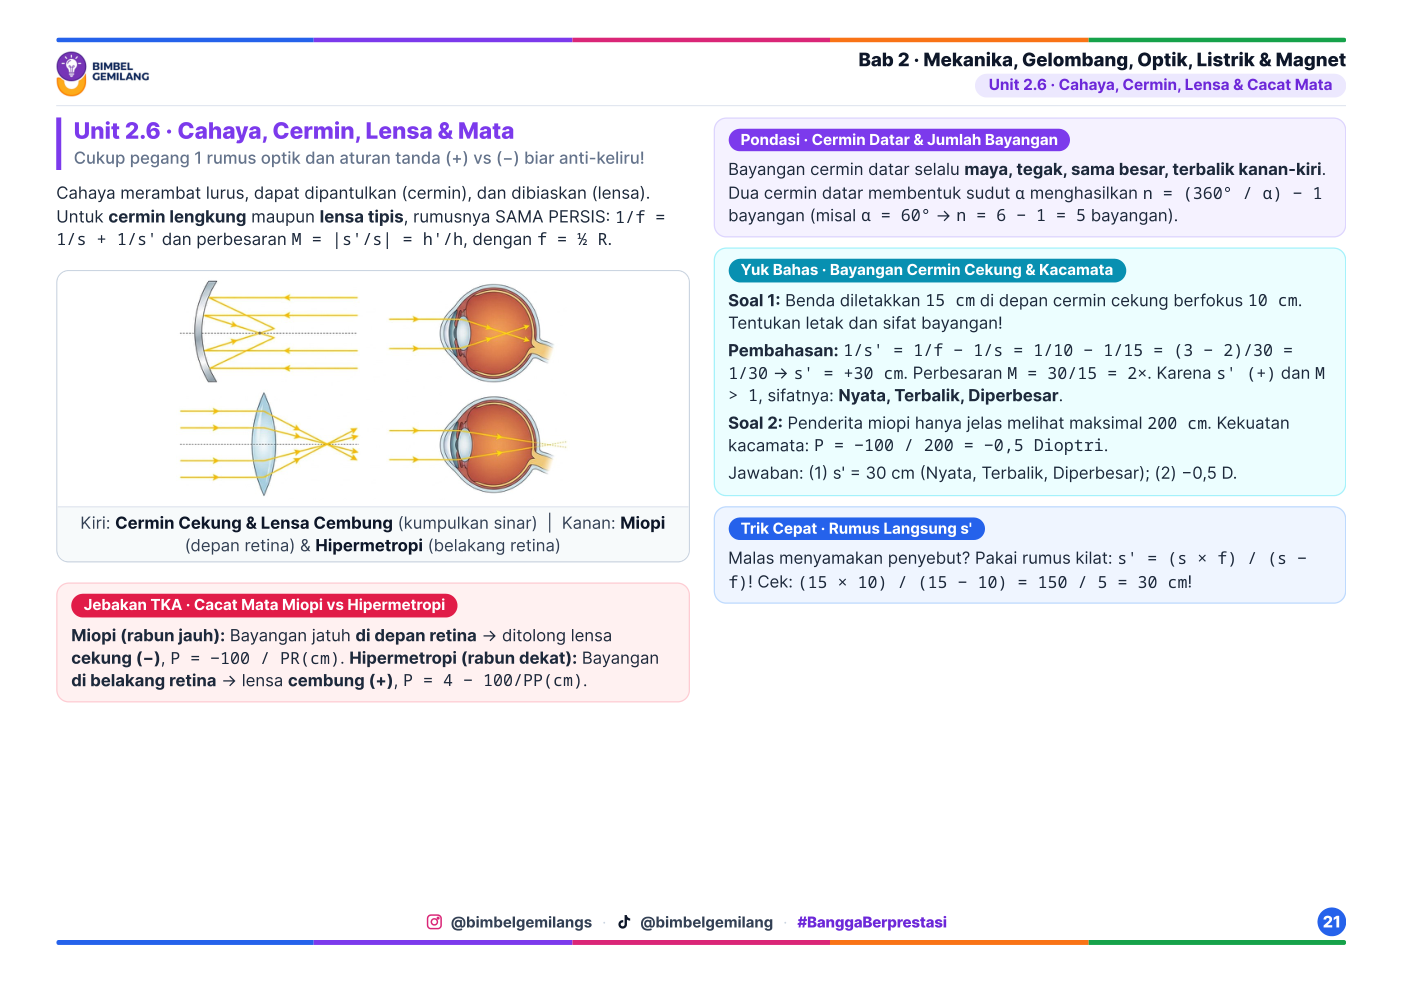 BIMBEL
GEMILANG
Bab 2 · Mekanika, Gelombang, Optik, Listrik & Magnet
Unit 2.6 · Cahaya, Cermin, Lensa & Cacat Mata
Unit 2.6 · Cahaya, Cermin, Lensa & Mata
Cukup pegang 1 rumus optik dan aturan tanda (+) vs (−) biar anti-keliru!
Cahaya merambat lurus, dapat dipantulkan (cermin), dan dibiaskan (lensa).
Untuk cermin lengkung maupun lensa tipis, rumusnya SAMA PERSIS: 1/f =
1/s + 1/s' dan perbesaran M = |s'/s| = h'/h, dengan f = ½ R.
Kiri: Cermin Cekung & Lensa Cembung (kumpulkan sinar) | Kanan: Miopi
(depan retina) & Hipermetropi (belakang retina)
Jebakan TKA · Cacat Mata Miopi vs Hipermetropi
Miopi (rabun jauh): Bayangan jatuh di depan retina → ditolong lensa
cekung (−), P = −100 / PR(cm). Hipermetropi (rabun dekat): Bayangan
di belakang retina → lensa cembung (+), P = 4 − 100/PP(cm).
Pondasi · Cermin Datar & Jumlah Bayangan
Bayangan cermin datar selalu maya, tegak, sama besar, terbalik kanan-kiri.
Dua cermin datar membentuk sudut α menghasilkan n = (360° / α) − 1
bayangan (misal α = 60° → n = 6 − 1 = 5 bayangan).
Yuk Bahas · Bayangan Cermin Cekung & Kacamata
Soal 1: Benda diletakkan 15 cm di depan cermin cekung berfokus 10 cm.
Tentukan letak dan sifat bayangan!
Pembahasan: 1/s' = 1/f − 1/s = 1/10 − 1/15 = (3 − 2)/30 =
1/30 → s' = +30 cm. Perbesaran M = 30/15 = 2×. Karena s' (+) dan M
> 1, sifatnya: Nyata, Terbalik, Diperbesar.
Soal 2: Penderita miopi hanya jelas melihat maksimal 200 cm. Kekuatan
kacamata: P = −100 / 200 = −0,5 Dioptri.
Jawaban: (1) s' = 30 cm (Nyata, Terbalik, Diperbesar); (2) −0,5 D.
Trik Cepat · Rumus Langsung s'
Malas menyamakan penyebut? Pakai rumus kilat: s' = (s × f) / (s −
f)! Cek: (15 × 10) / (15 − 10) = 150 / 5 = 30 cm!
@bimbelgemilangs · @bimbelgemilang · #BanggaBerprestasi
21